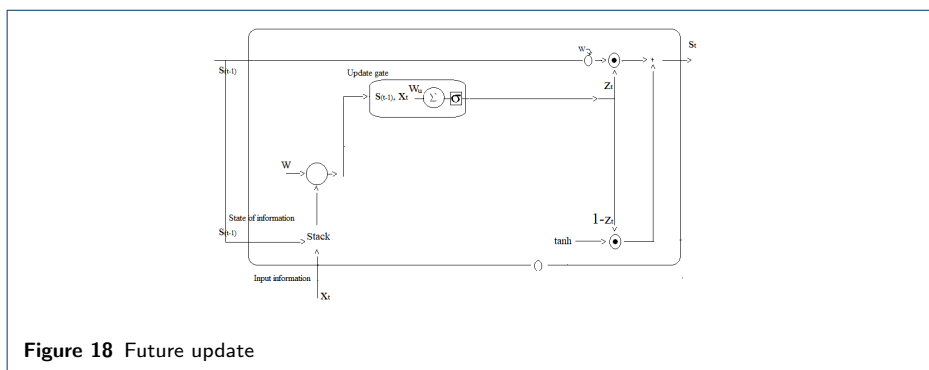 St
W
S(t-1)
+
Update gate
Zt
S(t-1), Xt Wu Σ σ
W
State of information
1-Zt
S(t-1)
Stack
tanh
Input information
Xt
Figure 18 Future update